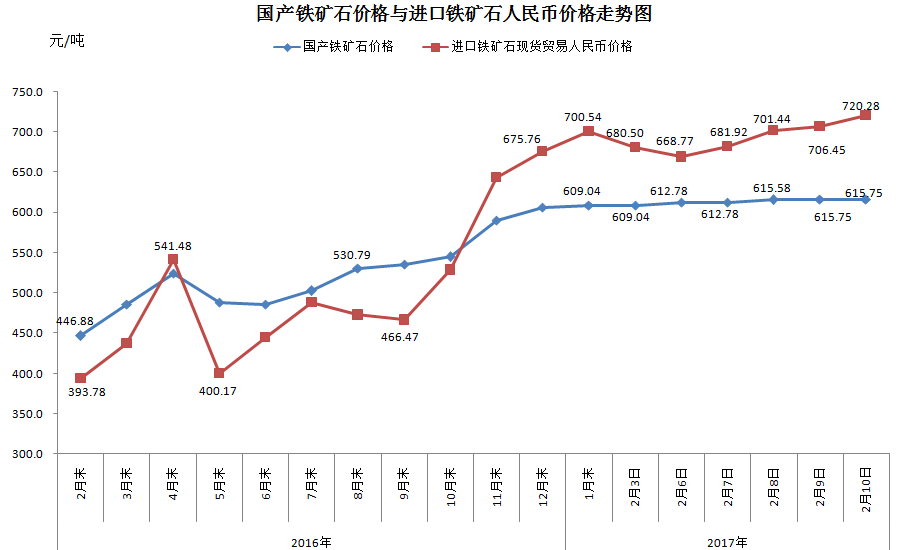 国产铁矿石价格与进口铁矿石人民币价格走势图
元/吨
国产铁矿石价格 进口铁矿石现货贸易人民币价格
750.0
700.0
650.0
600.0
550.0
500.0
450.0
400.0
350.0
300.0
446.88
393.78
541.48
400.17
530.79
466.47
675.76
700.54
609.04
680.50
609.04
668.77
612.78
681.92
612.78
701.44
615.58
706.45
615.75
720.28
615.75
2月末
3月末
4月末
5月末
6月末
7月末
8月末
9月末
10月末
11月末
12月末
1月末
2月3日
2月6日
2月7日
2月8日
2月9日
2月10日
2016年 2017年